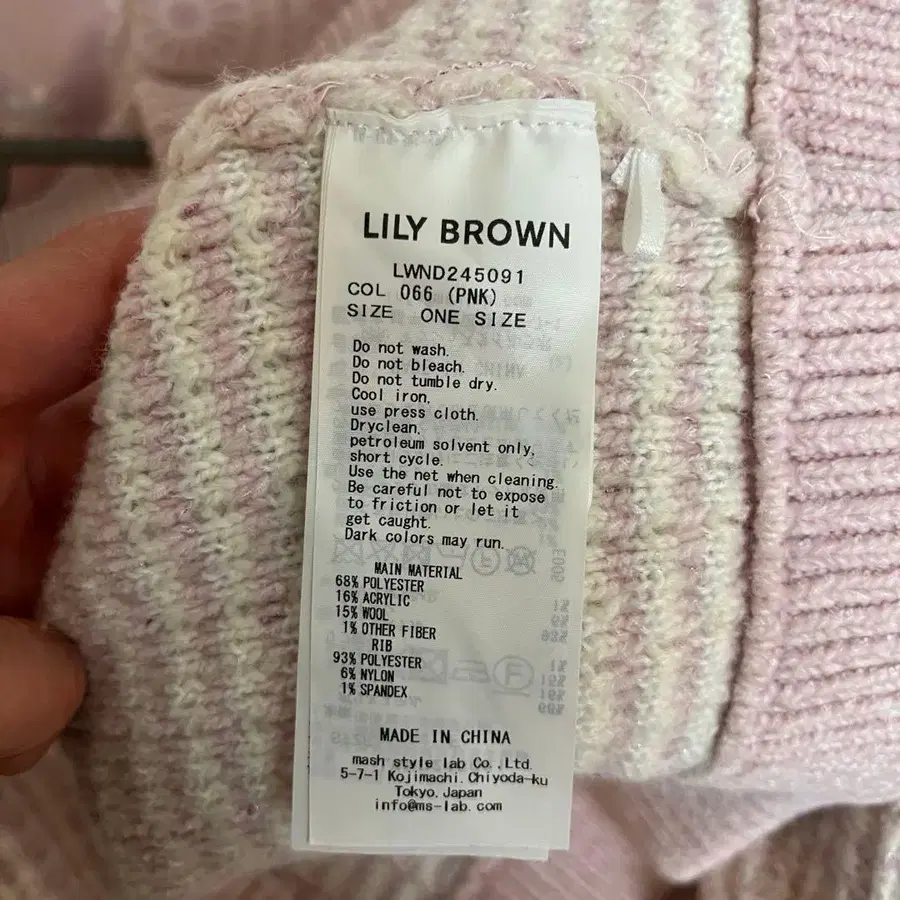 LILY BROWN
LWND245091
COL 066 (PNK)
SIZE ONE SIZE
Do not wash.
Do not bleach.
Do not tumble dry.
Cool iron,
use press cloth.
Dryclean,
petroleum solvent only,
short cycle.
Use the net when cleaning.
Be careful not to expose
to friction or let it
get caught.
Dark colors may run.
MAIN MATERIAL
68% POLYESTER
16% ACRYLIC
15% WOOL
1% OTHER FIBER
RIB
93% POLYESTER
6% NYLON
1% SPANDEX
MADE IN CHINA
mash style lab Co.,Ltd.
5-7-1 Kojimachi,Chiyoda-ku
Tokyo,Japan
info@ms-lab.com